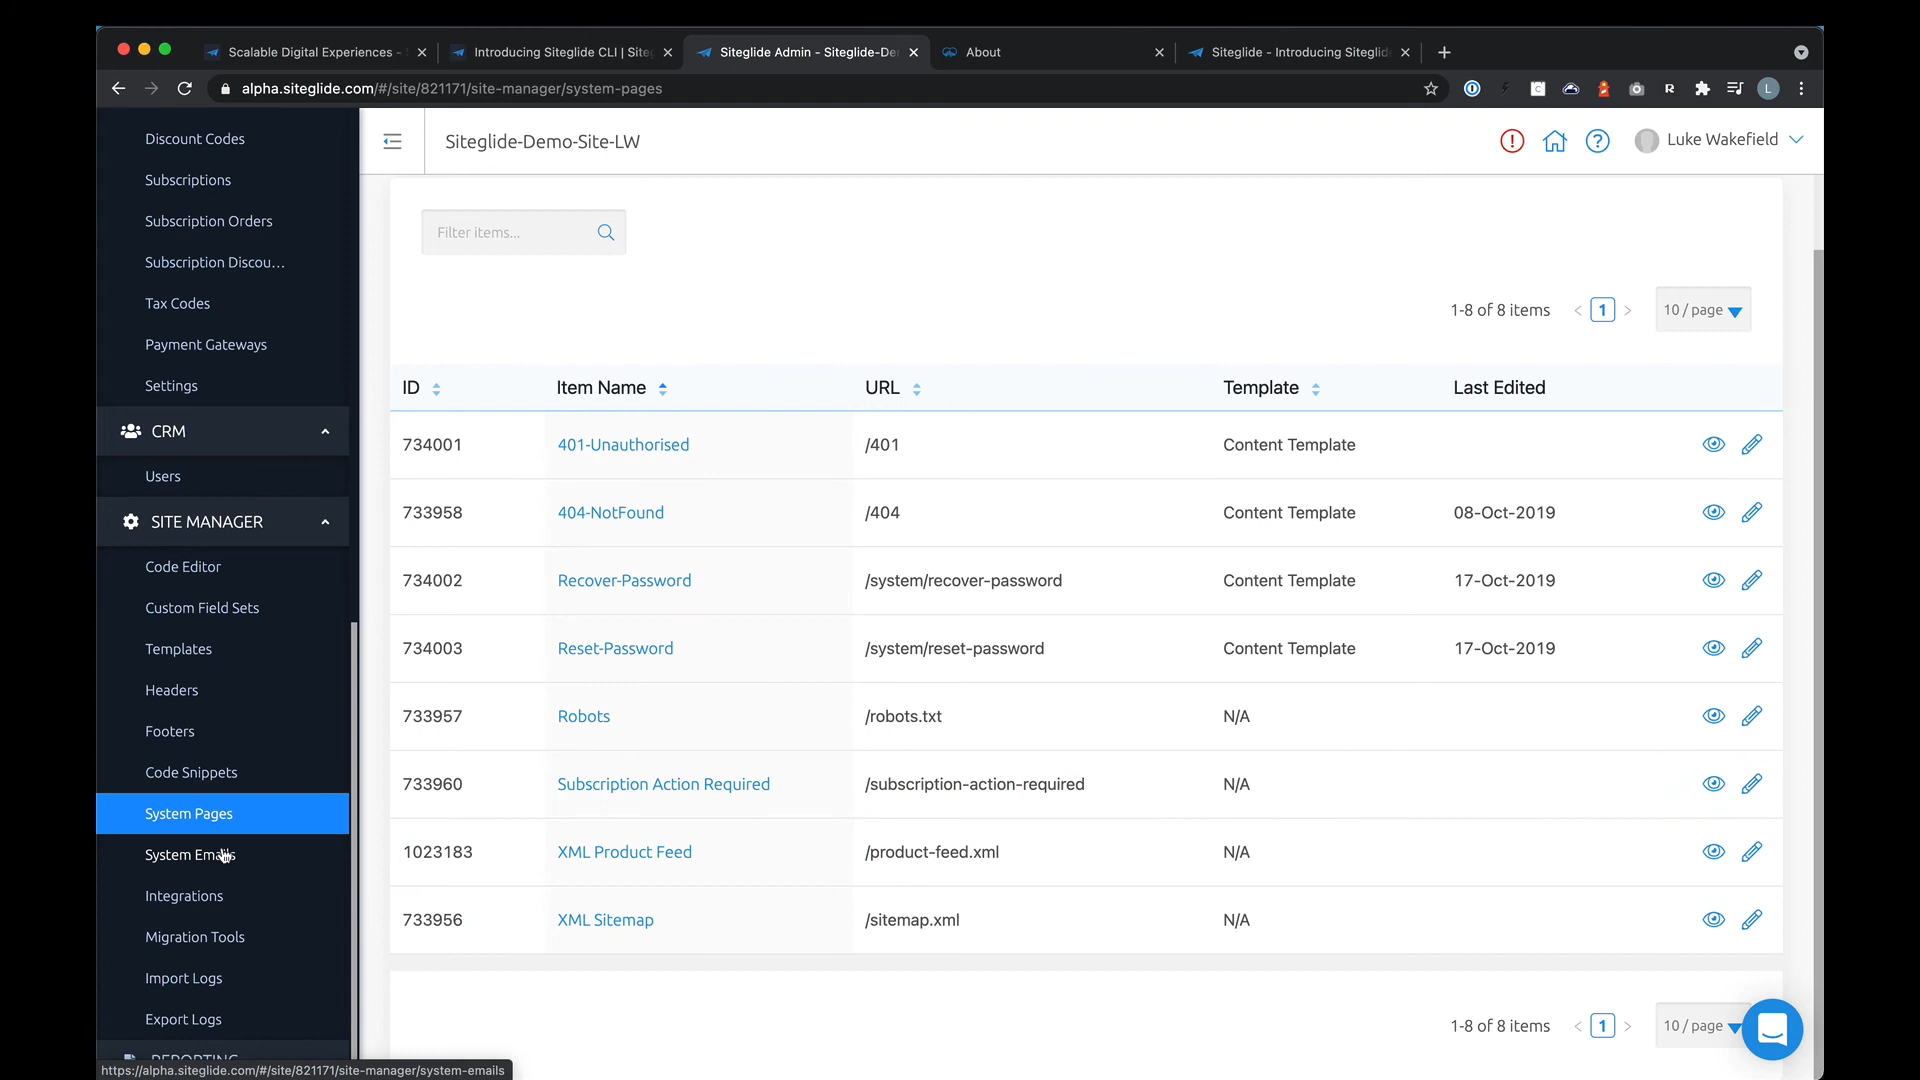 Scalable Digital Experiences -
Introducing Siteglide CLI | Siteg
Siteglide Admin - Siteglide-De
About
Siteglide - Introducing Siteglid
alpha.siteglide.com/#/site/821171/site-manager/system-pages
L
Siteglide-Demo-Site-LW
Luke Wakefield
Discount Codes
Subscriptions
Subscription Orders
Subscription Discou...
Tax Codes
Payment Gateways
Settings
CRM
Users
SITE MANAGER
Code Editor
Custom Field Sets
Templates
Headers
Footers
Code Snippets
System Pages
System Emails
Integrations
Migration Tools
Import Logs
Export Logs
REPORTING
Filter items...
1-8 of 8 items < 1 > 10 / page
ID Item Name URL Template Last Edited
734001 401-Unauthorised /401 Content Template
733958 404-NotFound /404 Content Template 08-Oct-2019
734002 Recover-Password /system/recover-password Content Template 17-Oct-2019
734003 Reset-Password /system/reset-password Content Template 17-Oct-2019
733957 Robots /robots.txt N/A
733960 Subscription Action Required /subscription-action-required N/A
1023183 XML Product Feed /product-feed.xml N/A
733956 XML Sitemap /sitemap.xml N/A
1-8 of 8 items < 1 > 10 / page
https://alpha.siteglide.com/#/site/821171/site-manager/system-emails